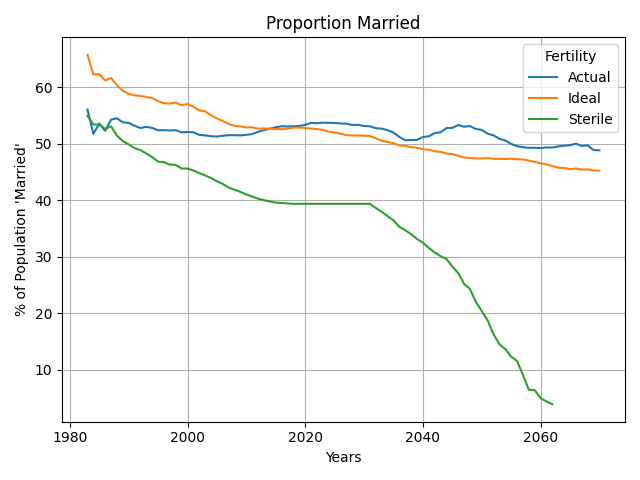 Proportion Married
% of Population 'Married'
60
50
40
30
20
10
1980
2000
2020
2040
2060
Years
Fertility
Actual
Ideal
Sterile